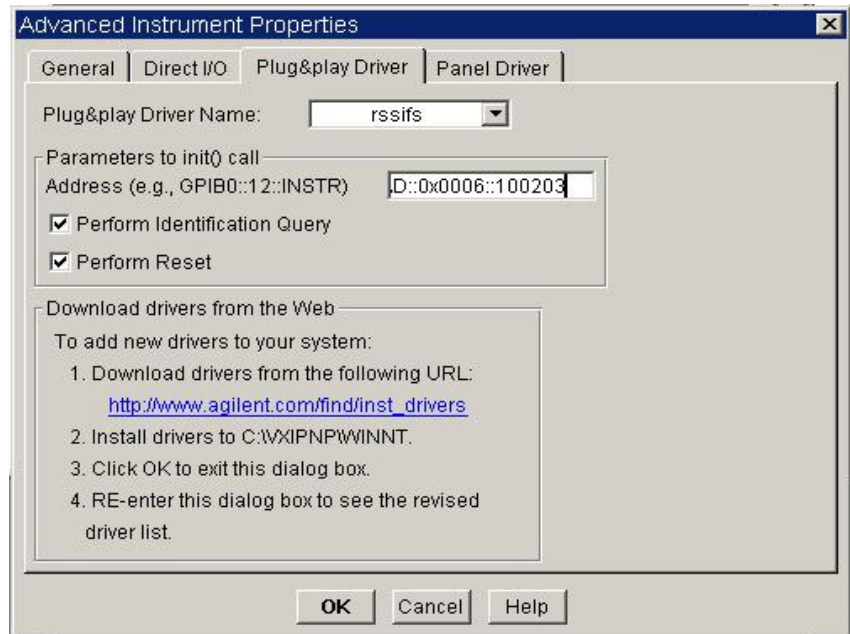 Advanced Instrument Properties
General
Direct I/O
Plug&play Driver
Panel Driver
Plug&play Driver Name:
rssifs
Parameters to init() call
Address (e.g., GPIB0::12::INSTR)
D::0x0006::100203
Perform Identification Query
Perform Reset
Download drivers from the Web
To add new drivers to your system:
1. Download drivers from the following URL:
http://www.agilent.com/find/inst_drivers
2. Install drivers to C:\VXIPNP\WINNT.
3. Click OK to exit this dialog box.
4. RE-enter this dialog box to see the revised
driver list.
OK
Cancel
Help